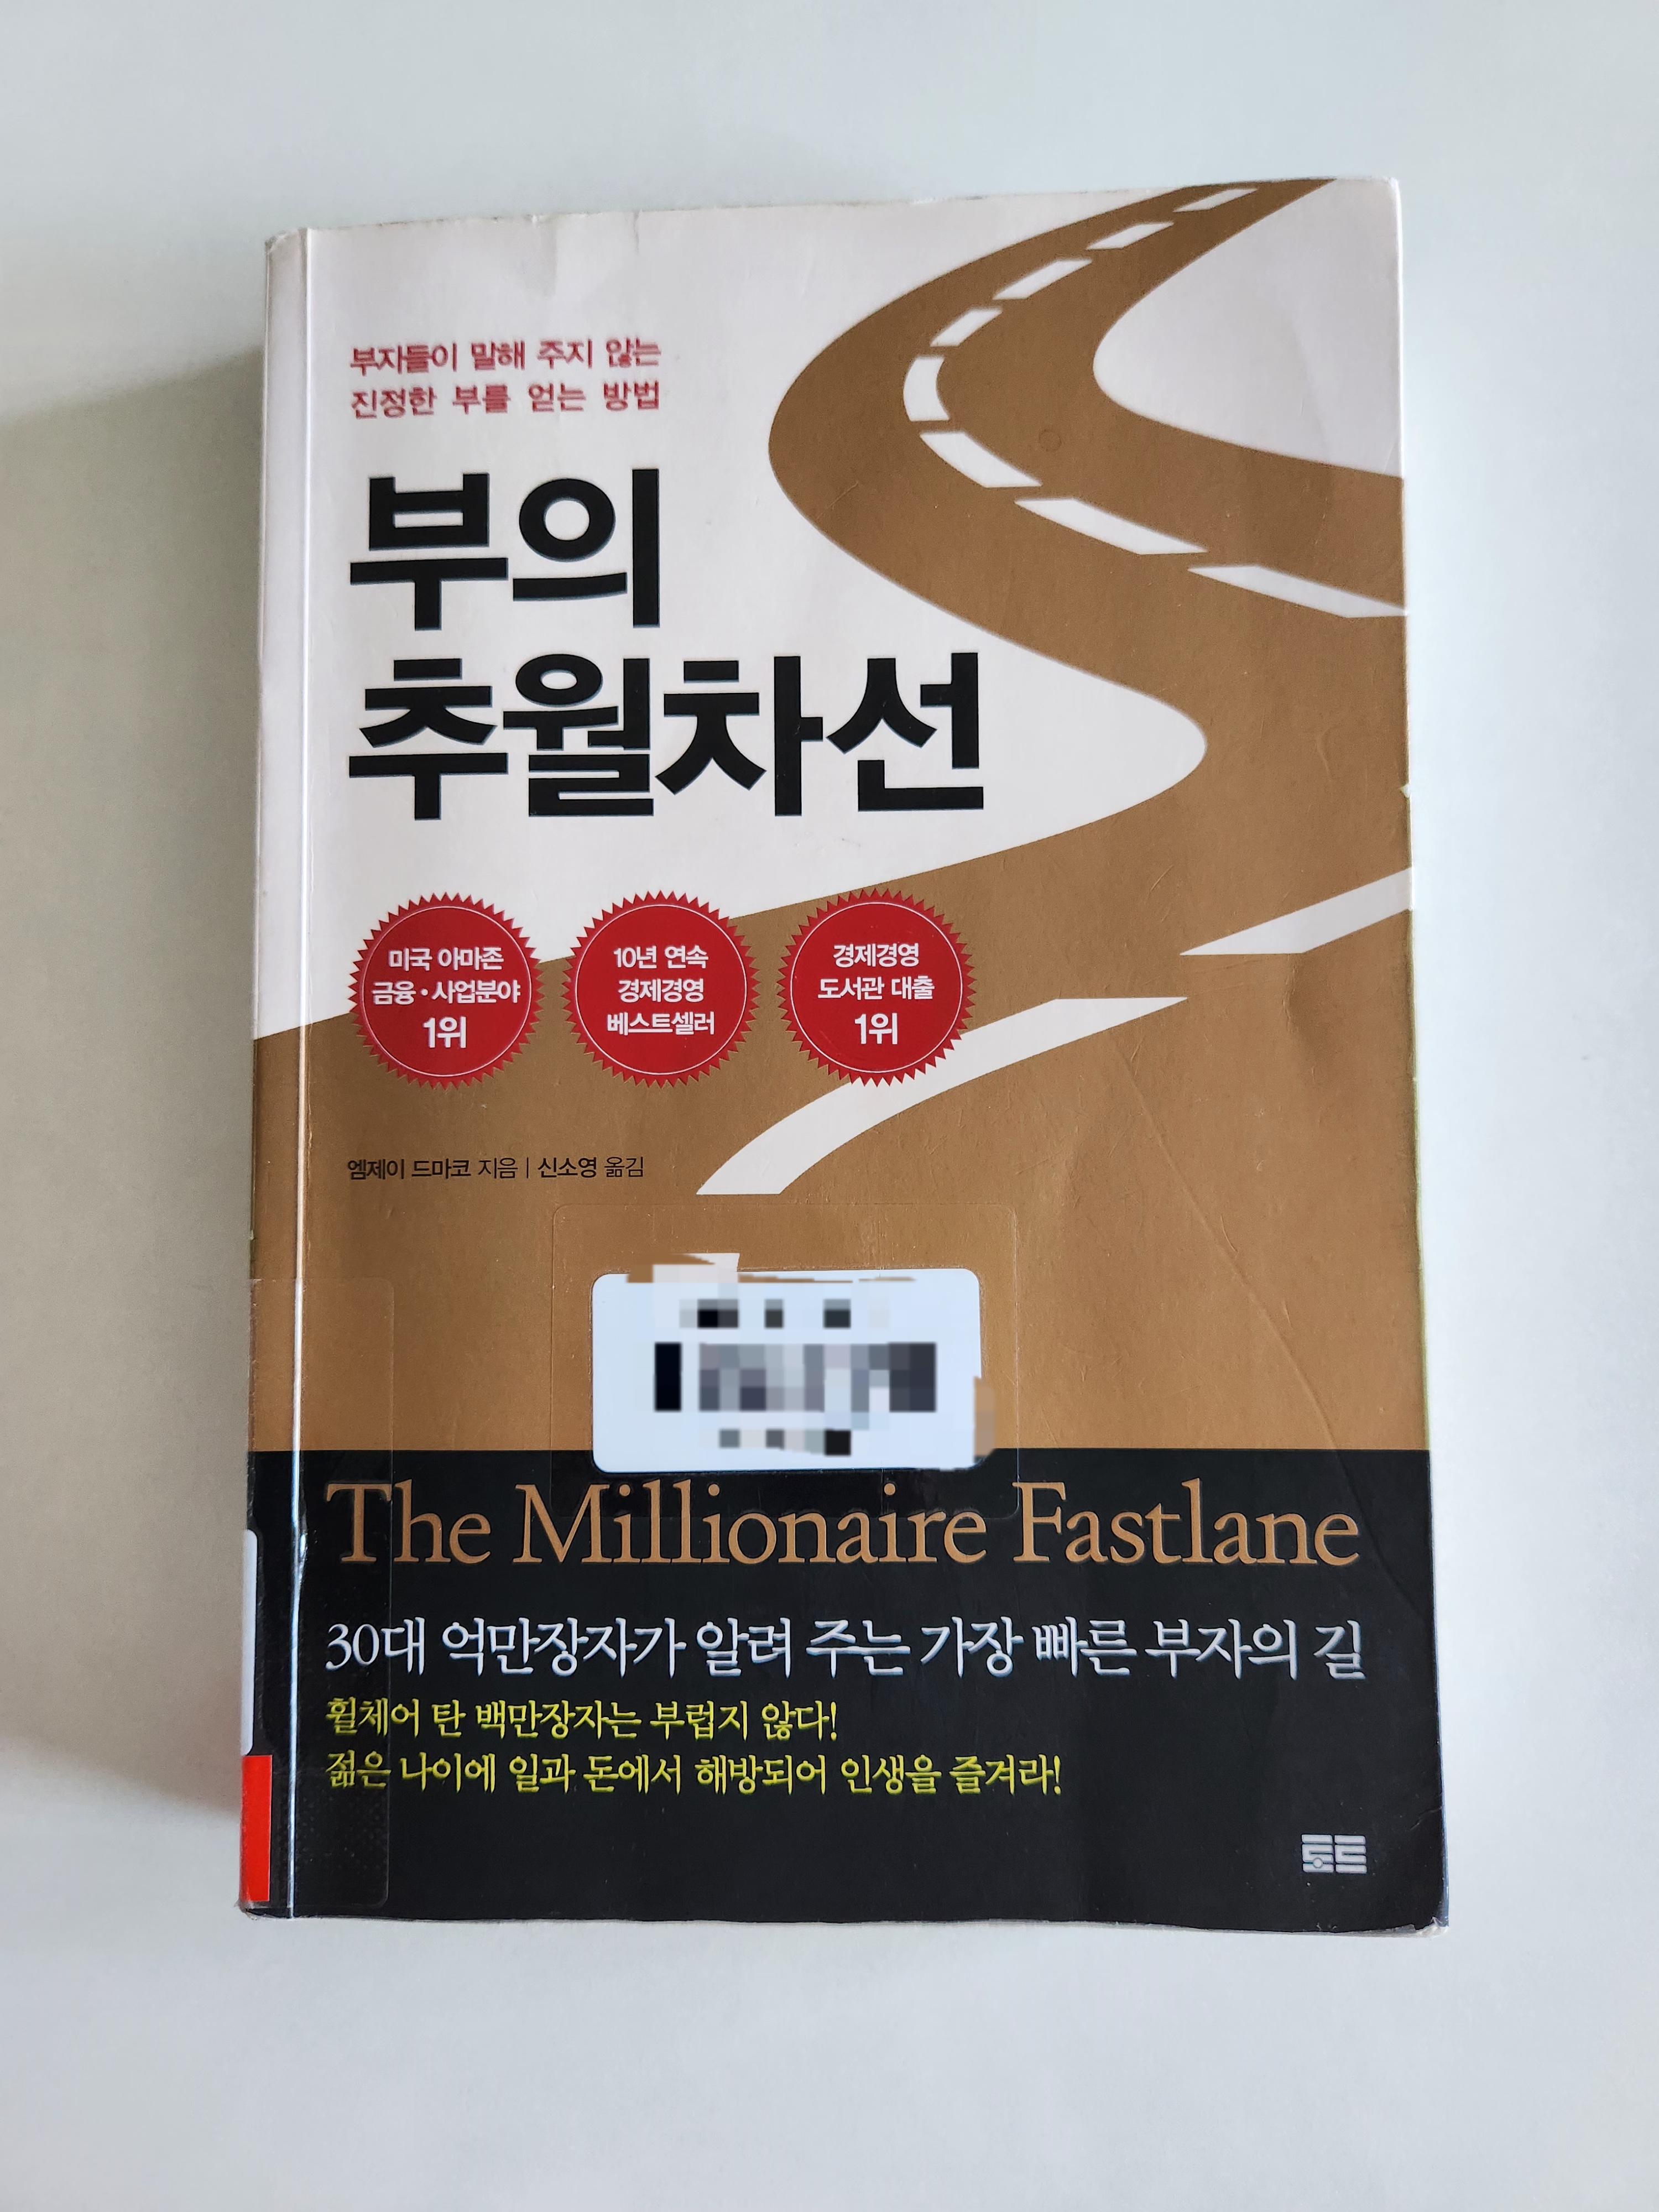 부자들이 말해 주지 않는
진정한 부를 얻는 방법
부의
추월차선
미국 아마존
금융·사업분야
1위
10년 연속
경제경영
베스트셀러
경제경영
도서관 대출
1위
엠제이 드마코 지음 | 신소영 옮김
The Millionaire Fastlane
30대 억만장자가 알려 주는 가장 빠른 부자의 길
휠체어 탄 백만장자는 부럽지 않다!
젊은 나이에 일과 돈에서 해방되어 인생을 즐겨라!
토트